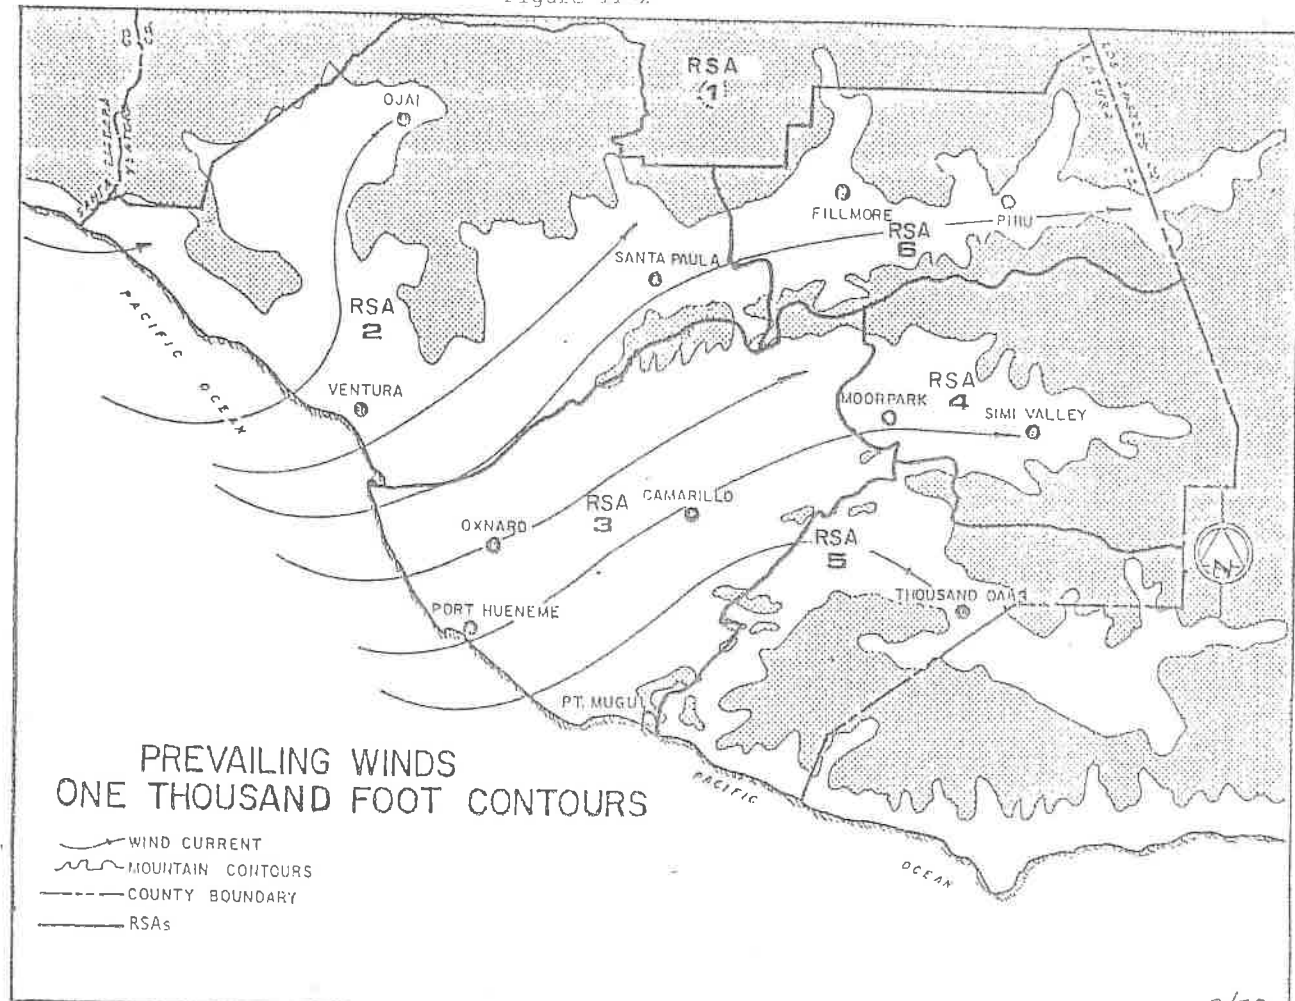 RSA
1
OJAI
FILLMORE
PIRU
RSA
6
SANTA PAULA
RSA
2
PACIFIC
OCEAN
VENTURA
RSA
4
MOORPARK
SIMI VALLEY
RSA
3
CAMARILLO
OXNARD
RSA
5
N
THOUSAND OAKS
PORT HUENEME
PT. MUGU
PREVAILING WINDS
ONE THOUSAND FOOT CONTOURS
PACIFIC
OCEAN
WIND CURRENT
MOUNTAIN CONTOURS
COUNTY BOUNDARY
RSAs